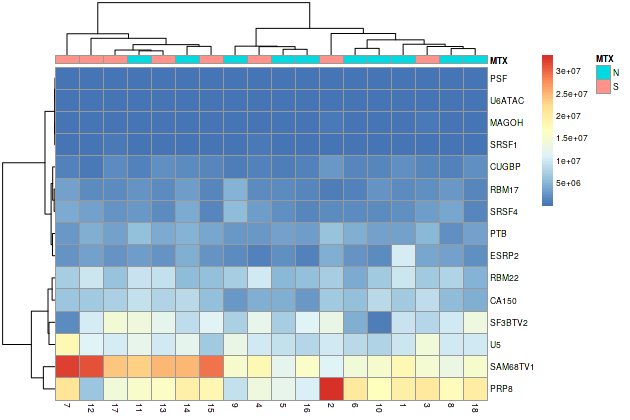 MTX
MTX
N
S
3e+07
2.5e+07
2e+07
1.5e+07
1e+07
5e+06
PSF
U6ATAC
MAGOH
SRSF1
CUGBP
RBM17
SRSF4
PTB
ESRP2
RBM22
CA150
SF3BTV2
U5
SAM68TV1
PRP8
7 12 17 11 13 14 15 9 4 5 16 2 6 10 1 3 8 18